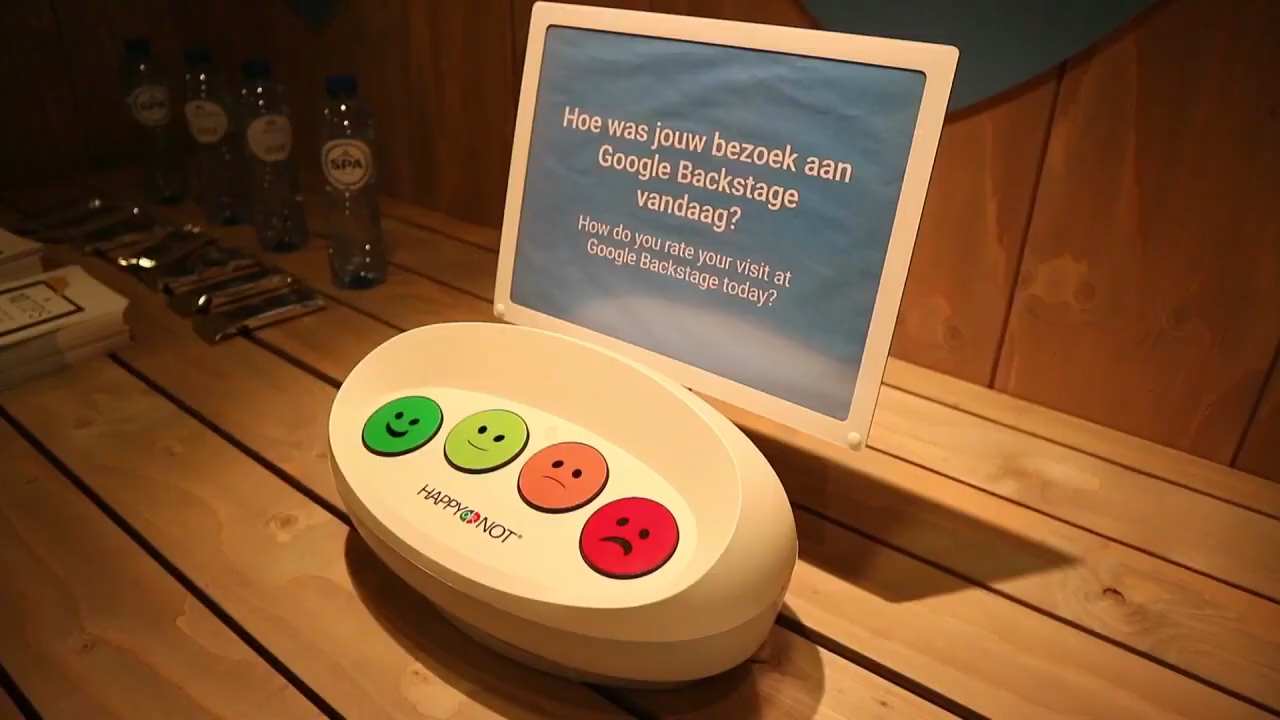 Hoe was jouw bezoek aan
Google Backstage
vandaag?
How do you rate your visit at
Google Backstage today?
HAPPY or NOT®
SPA
SPA